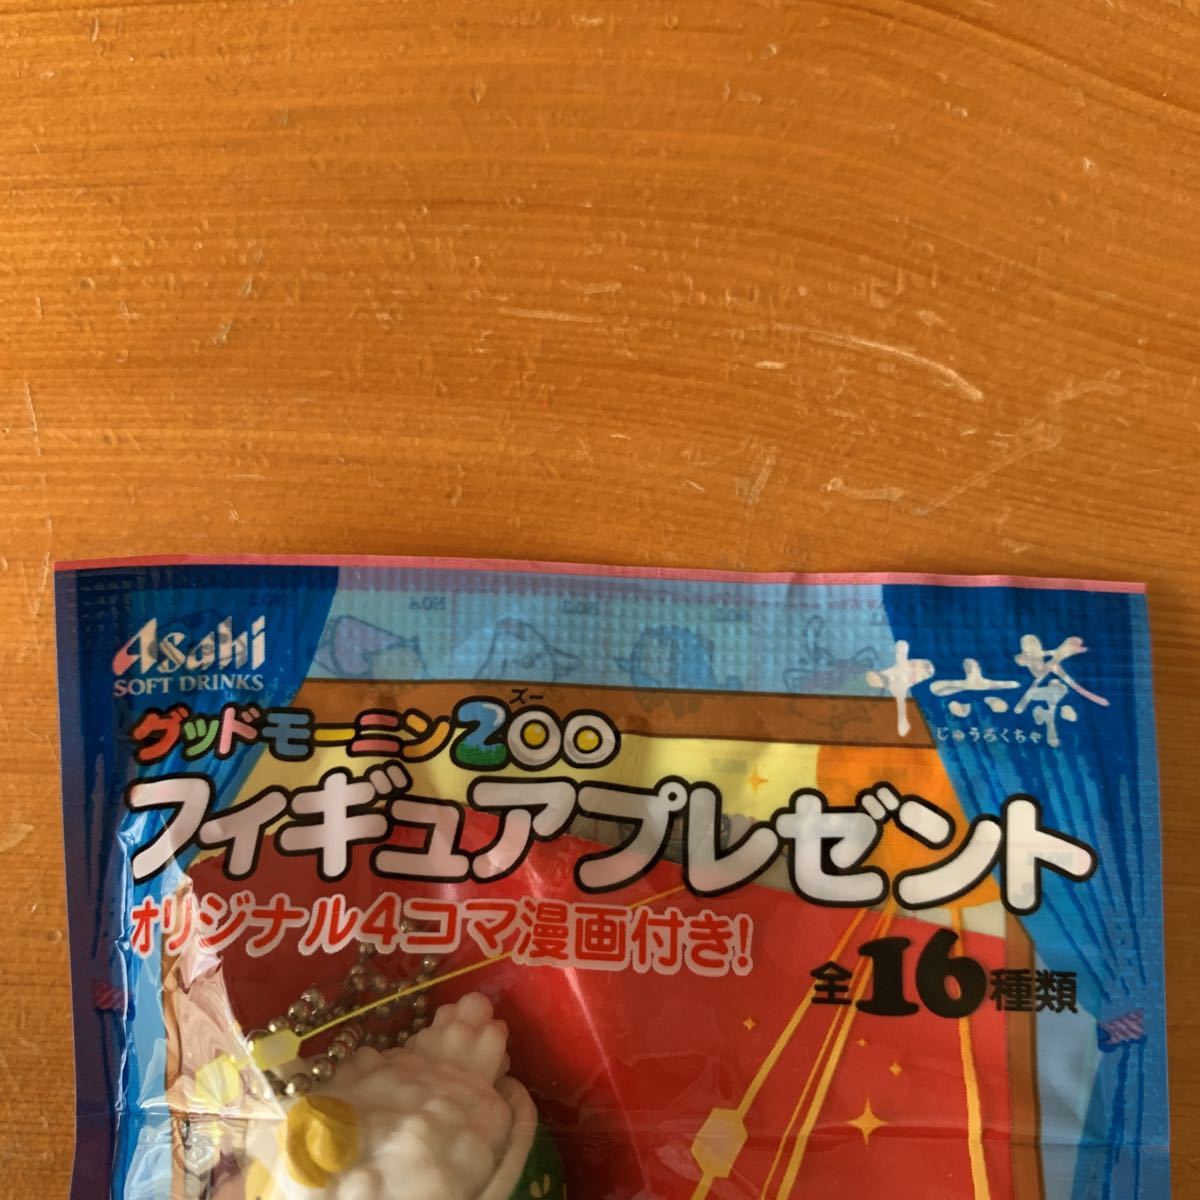 Asahi
SOFT DRINKS
十六茶
じゅうろくちゃ
ズー
グッドモーニンZOO
フィギュアプレゼント
オリジナル4コマ漫画付き!
全16種類